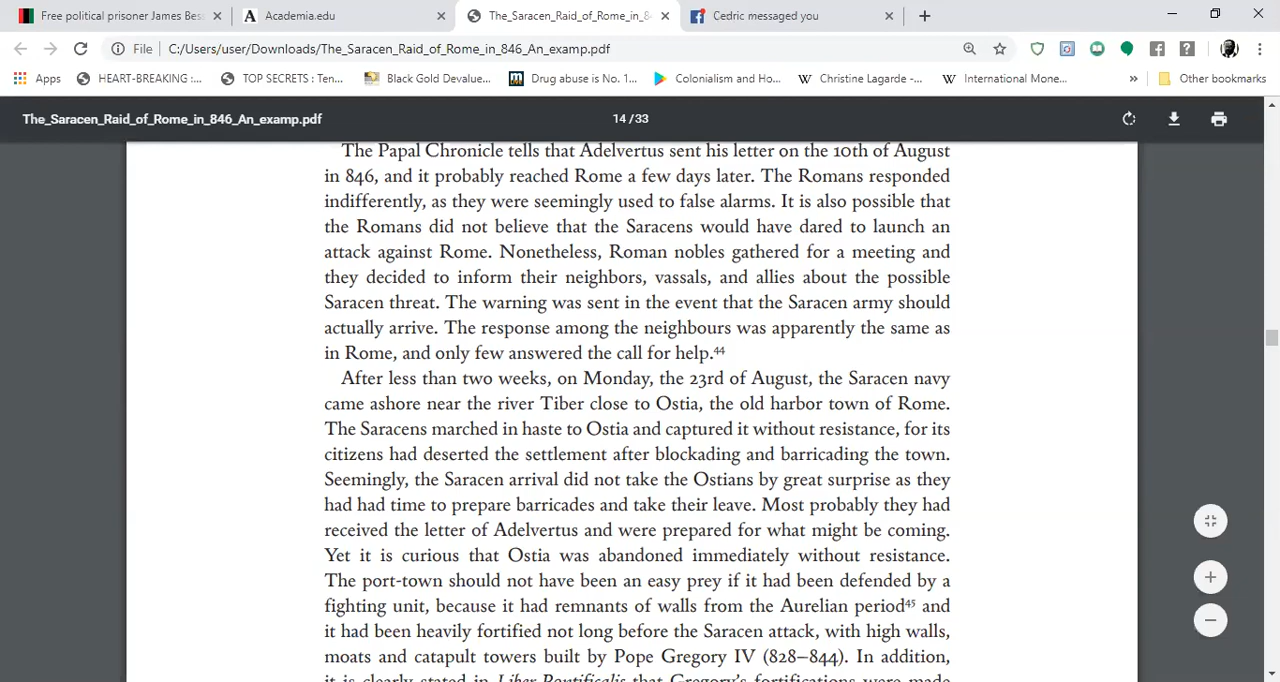 Free political prisoner James Bes
Academia.edu
The_Saracen_Raid_of_Rome_in_8
Cedric messaged you
File
C:/Users/user/Downloads/The_Saracen_Raid_of_Rome_in_846_An_examp.pdf
Apps
HEART-BREAKING :...
TOP SECRETS : Ten...
Black Gold Devalue...
Drug abuse is No. 1...
Colonialism and Ho...
Christine Lagarde -...
International Mone...
»
Other bookmarks
The_Saracen_Raid_of_Rome_in_846_An_examp.pdf
14 / 33
The Papal Chronicle tells that Adelvertus sent his letter on the 10th of August
in 846, and it probably reached Rome a few days later. The Romans responded
indifferently, as they were seemingly used to false alarms. It is also possible that
the Romans did not believe that the Saracens would have dared to launch an
attack against Rome. Nonetheless, Roman nobles gathered for a meeting and
they decided to inform their neighbors, vassals, and allies about the possible
Saracen threat. The warning was sent in the event that the Saracen army should
actually arrive. The response among the neighbours was apparently the same as
in Rome, and only few answered the call for help.44
After less than two weeks, on Monday, the 23rd of August, the Saracen navy
came ashore near the river Tiber close to Ostia, the old harbor town of Rome.
The Saracens marched in haste to Ostia and captured it without resistance, for its
citizens had deserted the settlement after blockading and barricading the town.
Seemingly, the Saracen arrival did not take the Ostians by great surprise as they
had had time to prepare barricades and take their leave. Most probably they had
received the letter of Adelvertus and were prepared for what might be coming.
Yet it is curious that Ostia was abandoned immediately without resistance.
The port-town should not have been an easy prey if it had been defended by a
fighting unit, because it had remnants of walls from the Aurelian period45 and
it had been heavily fortified not long before the Saracen attack, with high walls,
moats and catapult towers built by Pope Gregory IV (828–844). In addition,
it is clearly stated in Liber Pontificalis that Gregory's fortifications were made